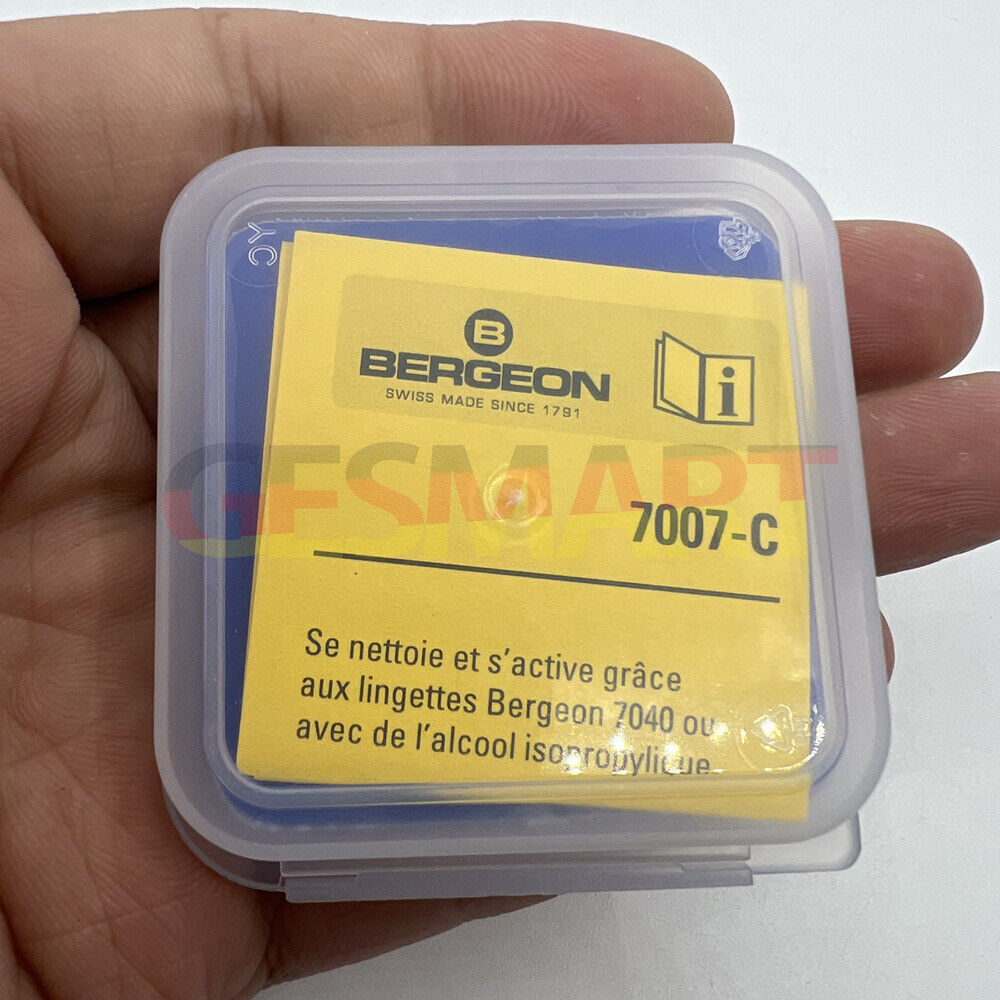 B
BERGEON
SWISS MADE SINCE 1791
i
GESMART
7007-C
Se nettoie et s'active grâce
aux lingettes Bergeon 7040 ou
avec de l'alcool isopropylique